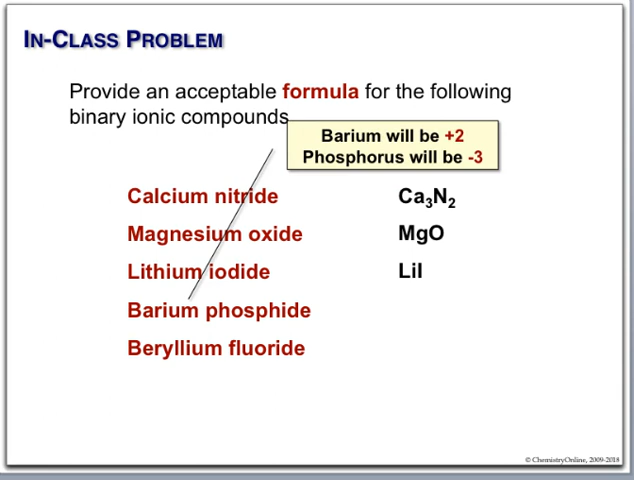 IN-CLASS PROBLEM
Provide an acceptable formula for the following
binary ionic compounds
Barium will be +2
Phosphorus will be -3
Calcium nitride Ca₃N₂
Magnesium oxide MgO
Lithium iodide LiI
Barium phosphide
Beryllium fluoride
© ChemistryOnline, 2009-2018